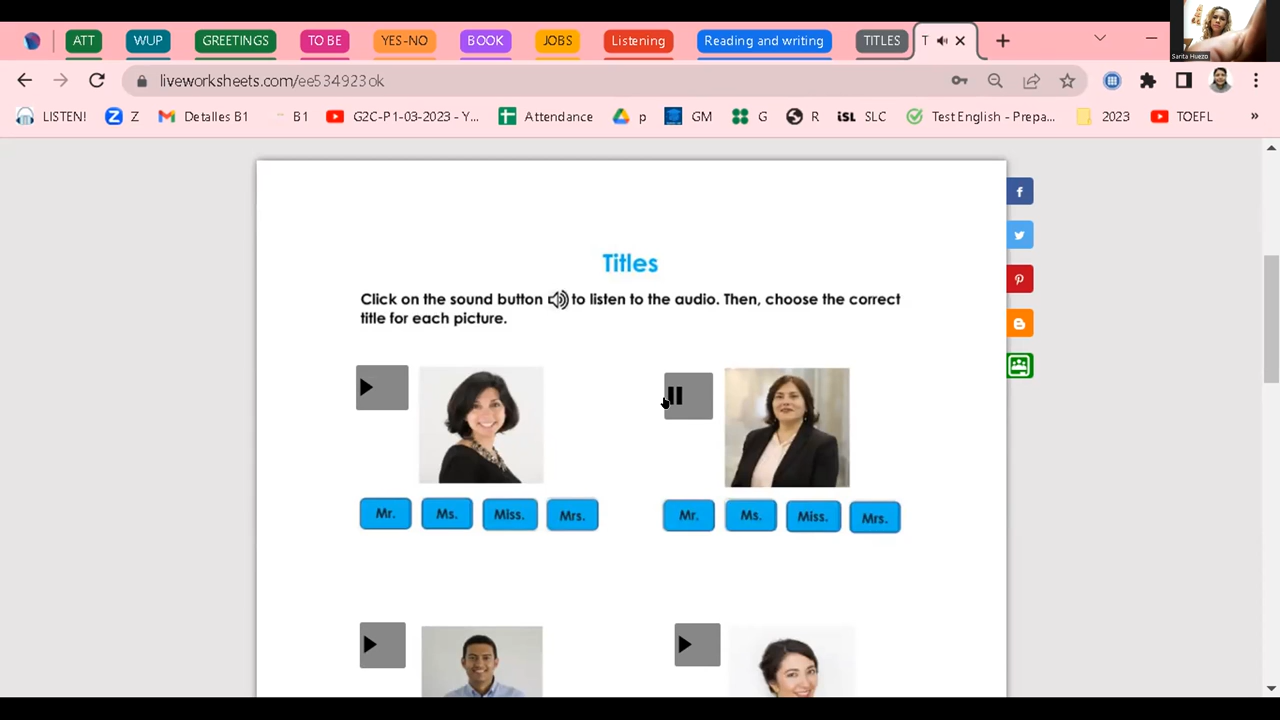 ATT WUP GREETINGS TO BE YES-NO BOOK JOBS Listening Reading and writing TITLES T
liveworksheets.com/ee534923ok
LISTEN! Z Detalles B1 B1 G2C-P1-03-2023 - Y... Attendance p GM G R iSL SLC Test English - Prepa... 2023 TOEFL »
Sarita Huezo
Titles
Click on the sound button to listen to the audio. Then, choose the correct
title for each picture.
Mr. Ms. Miss. Mrs. Mr. Ms. Miss. Mrs.